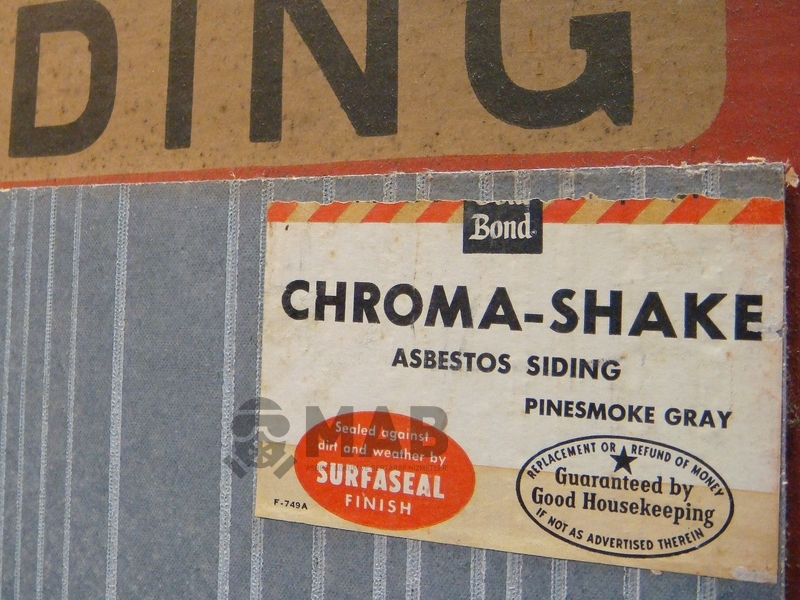 DING
Gold
Bond
CHROMA-SHAKE
ASBESTOS SIDING
PINESMOKE GRAY
MAB
Sealed against
dirt and weather by
SURFASEAL
FINISH
F-749A
REPLACEMENT OR REFUND OF MONEY
Guaranteed by
Good Housekeeping
IF NOT AS ADVERTISED THEREIN